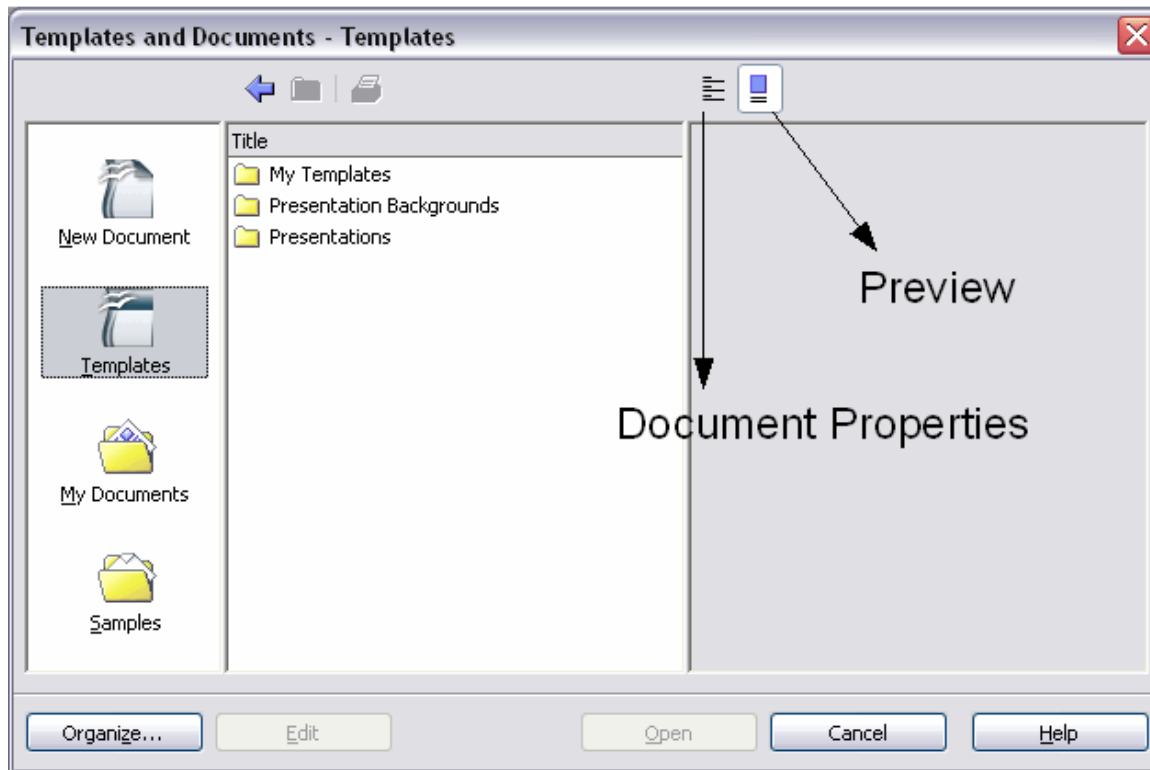 Templates and Documents - Templates
Title
My Templates
Presentation Backgrounds
Presentations
New Document
Templates
My Documents
Samples
Preview
Document Properties
Organize...
Edit
Open
Cancel
Help